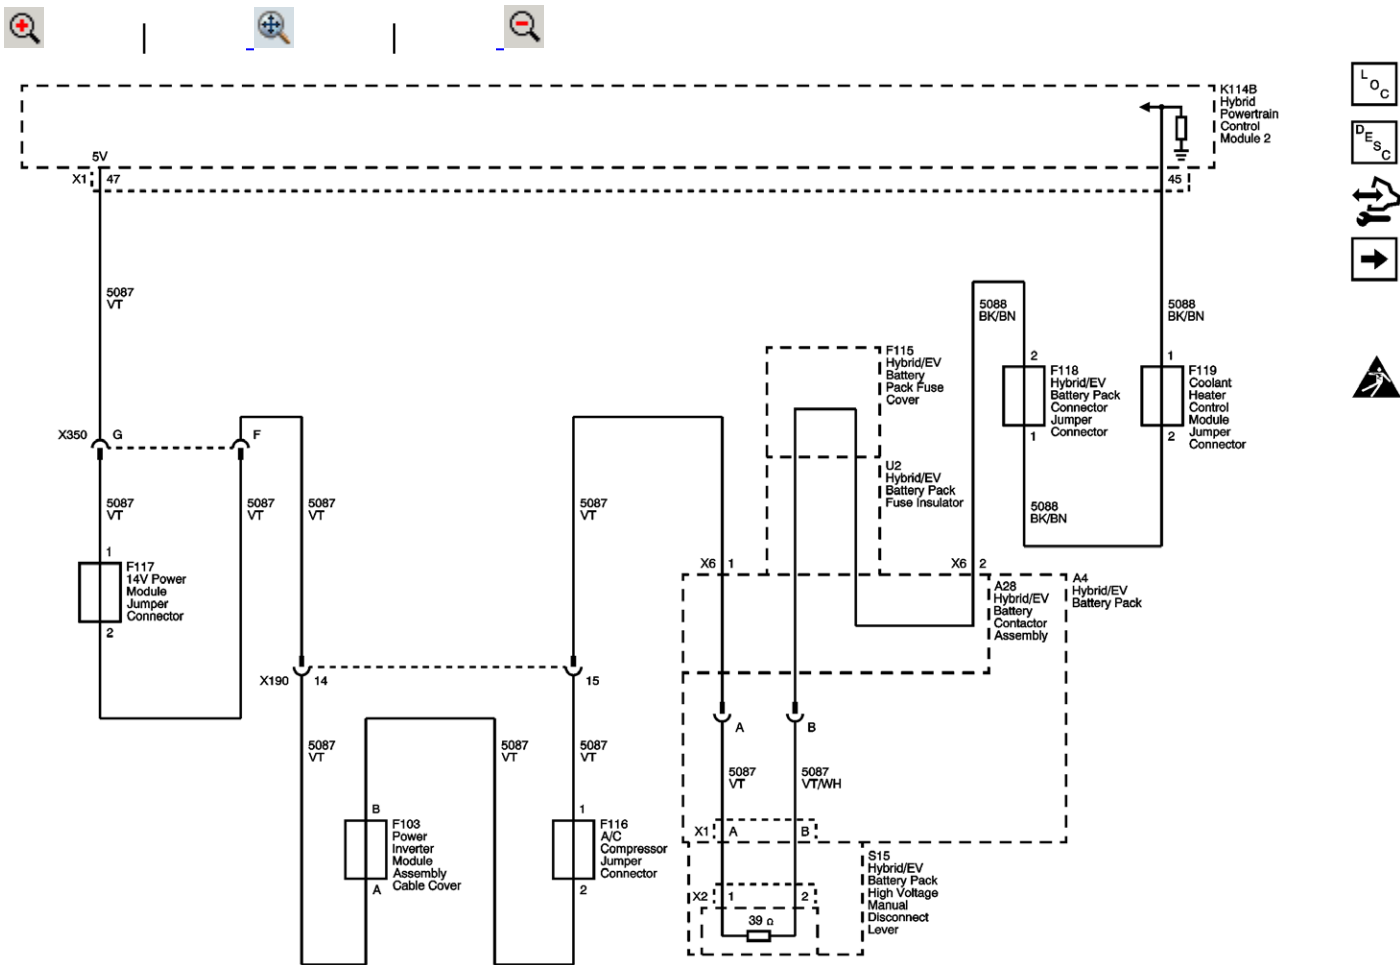 K114B
Hybrid
Powertrain
Control
Module 2
L
O
C
D
E
S
C
5V
X1
47
45
5087
VT
5088
BK/BN
5088
BK/BN
F115
Hybrid/EV
Battery
Pack Fuse
Cover
2
F118
Hybrid/EV
Battery Pack
Connector
Jumper
Connector
1
1
F119
Coolant
Heater
Control
Module
Jumper
Connector
2
X350
G
F
U2
Hybrid/EV
Battery Pack
Fuse Insulator
5087
VT
5087
VT
5087
VT
5087
VT
5088
BK/BN
1
F117
14V Power
Module
Jumper
Connector
2
X6
1
X6
2
A28
Hybrid/EV
Battery
Contactor
Assembly
A4
Hybrid/EV
Battery Pack
X190
14
15
A
B
5087
VT
5087
VT
5087
VT
5087
VT
5087
VT/WH
B
F103
Power
Inverter
Module
Assembly
Cable Cover
A
1
F116
A/C
Compressor
Jumper
Connector
2
X1
A
B
S15
Hybrid/EV
Battery Pack
High Voltage
Manual
Disconnect
Lever
X2
1
2
39 Ω